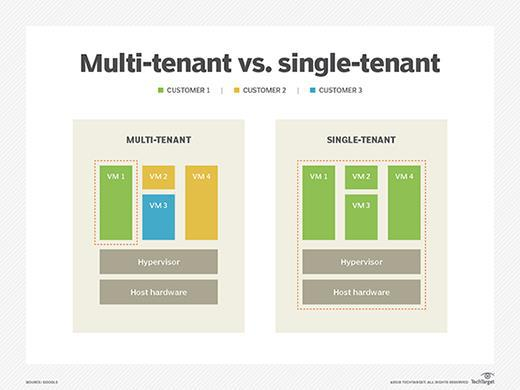 Multi-tenant vs. single-tenant
CUSTOMER 1 | CUSTOMER 2 | CUSTOMER 3
MULTI-TENANT
VM 1
VM 2
VM 4
VM 3
Hypervisor
Host hardware
SINGLE-TENANT
VM 1
VM 2
VM 4
VM 3
Hypervisor
Host hardware
SOURCE: GOOGLE
©2018 TECHTARGET. ALL RIGHTS RESERVED
TechTarget